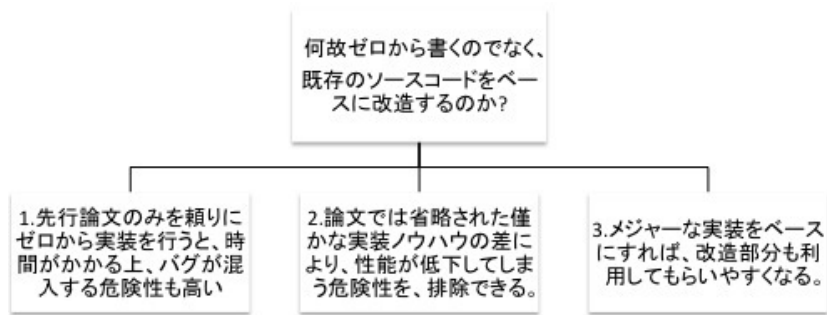 何故ゼロから書くのでなく、
既存のソースコードをベー
スに改造するのか?
1.先行論文のみを頼りに
ゼロから実装を行うと、時
間がかかる上、バグが混
入する危険性も高い
2.論文では省略された僅
かな実装ノウハウの差に
より、性能が低下してしま
う危険性を、排除できる。
3.メジャーな実装をベース
にすれば、改造部分も利
用してもらいやすくなる。